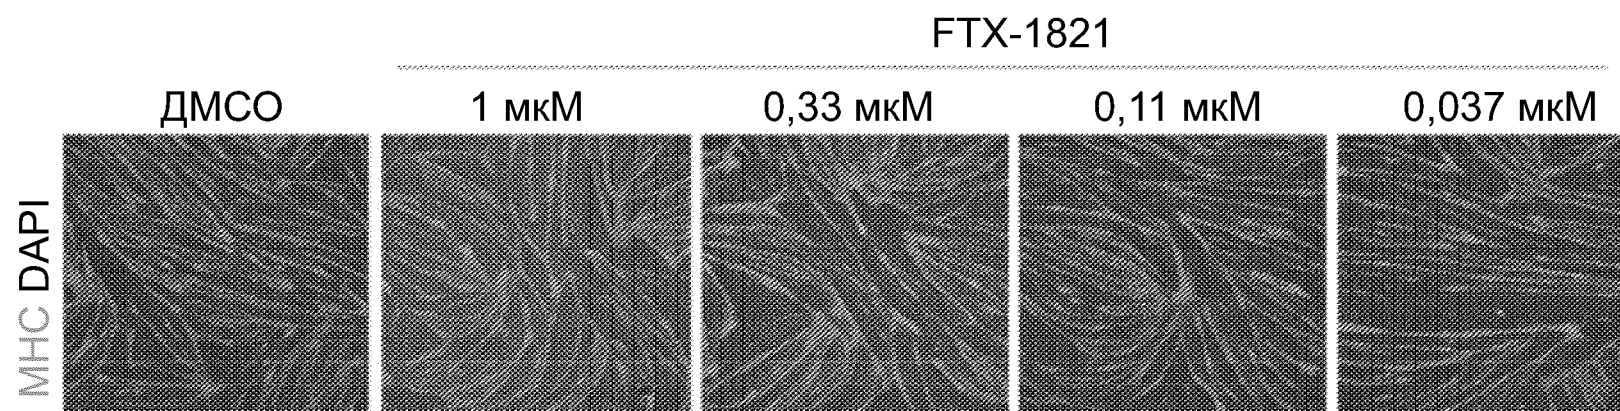 FTX-1821
ДМСО 1 мкМ 0,33 мкМ 0,11 мкМ 0,037 мкМ
MHC DAPI